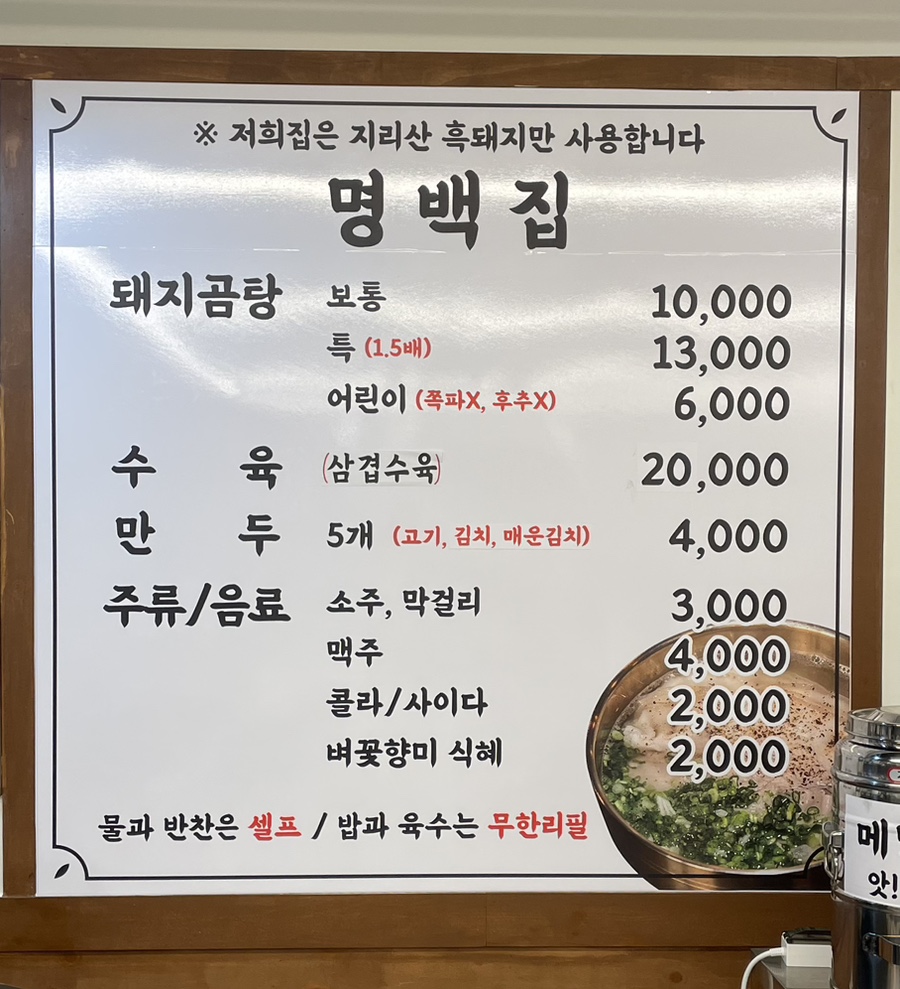 ※ 저희집은 지리산 흑돼지만 사용합니다
명백집
돼지곰탕 보통 10,000
특 (1.5배) 13,000
어린이 (쪽파X, 후추X) 6,000
수 육 (삼겹수육) 20,000
만 두 5개 (고기, 김치, 매운김치) 4,000
주류/음료 소주, 막걸리 3,000
맥주 4,000
콜라/사이다 2,000
벼꽃향미 식혜 2,000
물과 반찬은 셀프 / 밥과 육수는 무한리필
메
앗!